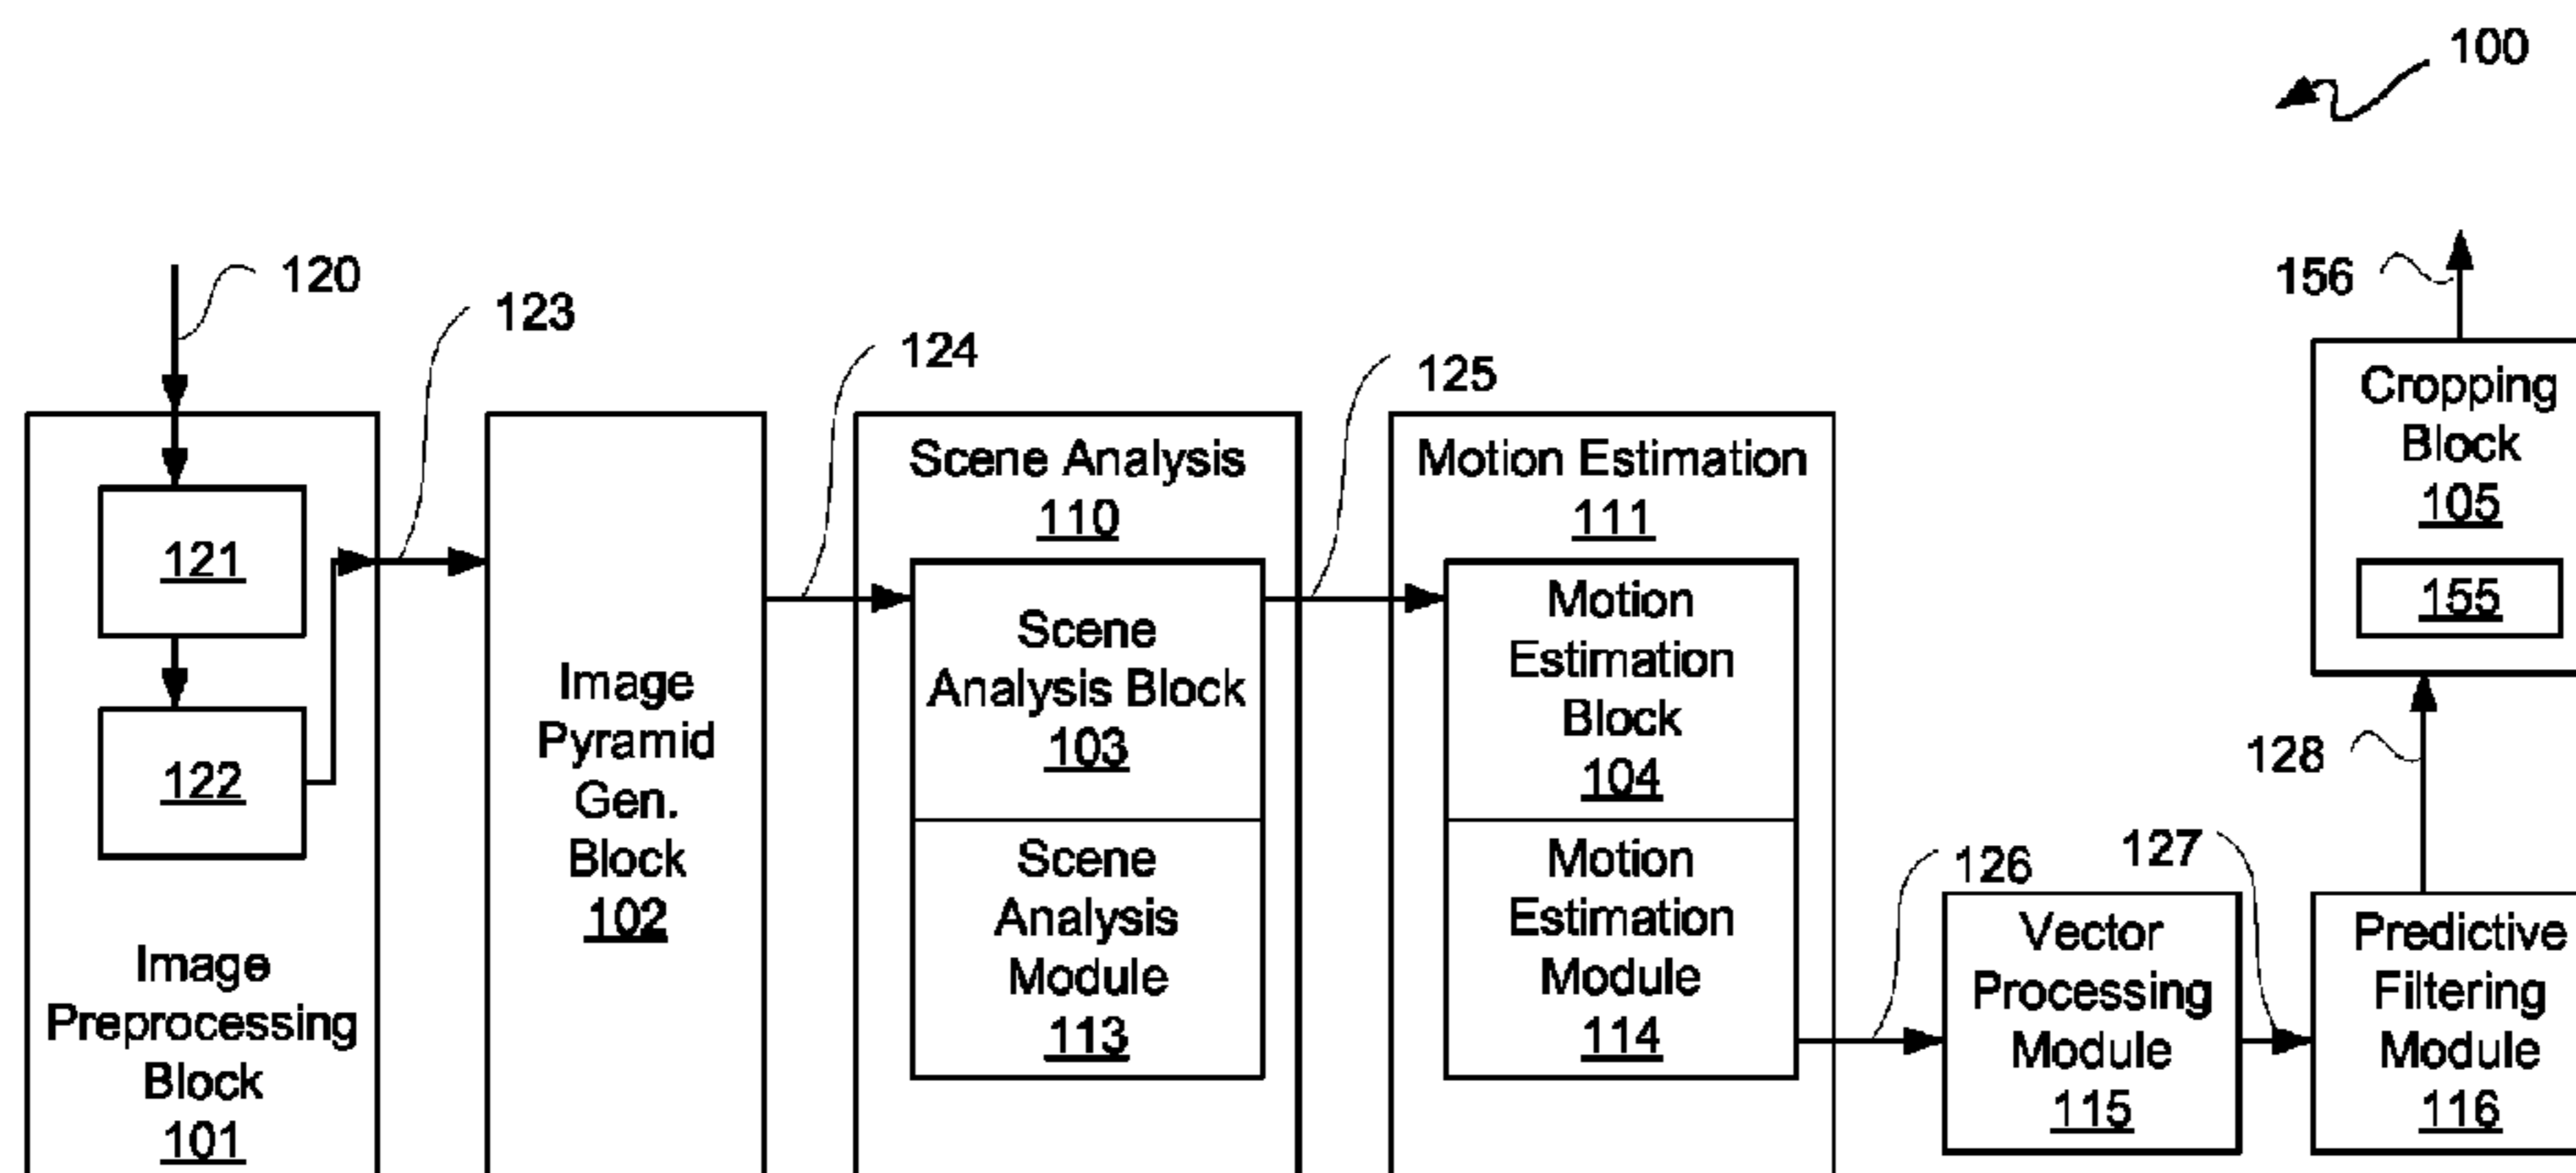 100
120
123
124
125
156
121
122
Image
Preprocessing
Block
101
Image
Pyramid
Gen.
Block
102
Scene Analysis
110
Scene
Analysis Block
103
Scene
Analysis
Module
113
Motion Estimation
111
Motion
Estimation
Block
104
Motion
Estimation
Module
114
126
Vector
Processing
Module
115
127
Predictive
Filtering
Module
116
128
Cropping
Block
105
155